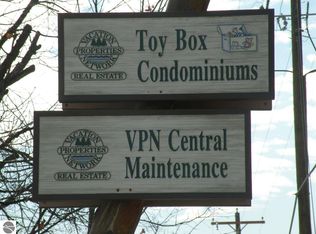 VACATION
PROPERTIES
NETWORK
REAL ESTATE
Toy Box
Condominiums
VACATION
PROPERTIES
NETWORK
REAL ESTATE
VPN Central
Maintenance